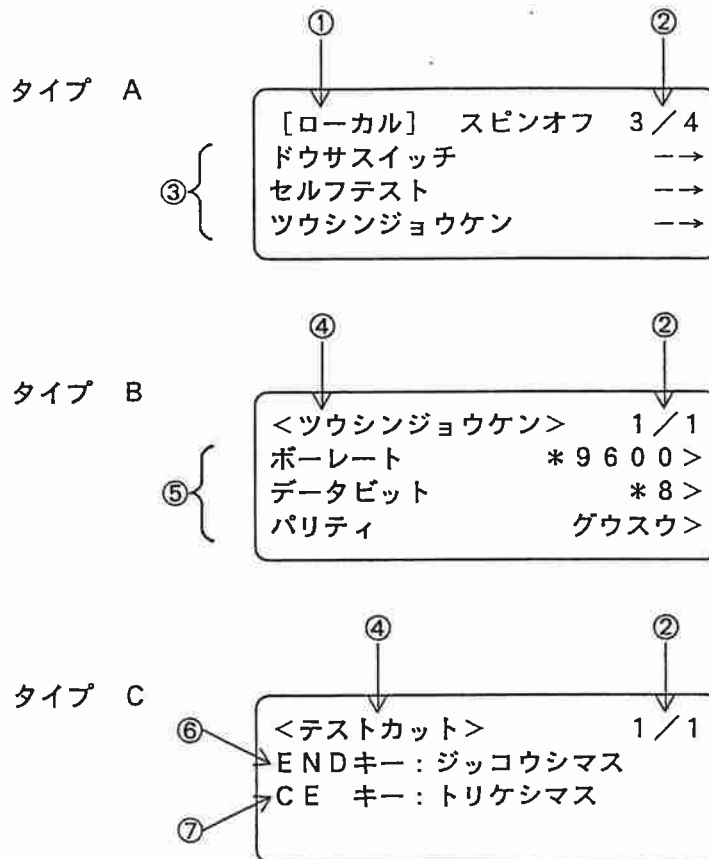 ① ②
タイプ A
[ローカル] スピンオフ 3／4
ドウサスイッチ −→
③
セルフテスト −→
ツウシンジョウケン −→
④ ②
タイプ B
<ツウシンジョウケン> 1／1
ボーレート *9600>
⑤
データビット *8>
パリティ グウスウ>
④ ②
タイプ C
<テストカット> 1／1
⑥
ENDキー：ジッコウシマス
CE キー：トリケシマス
⑦